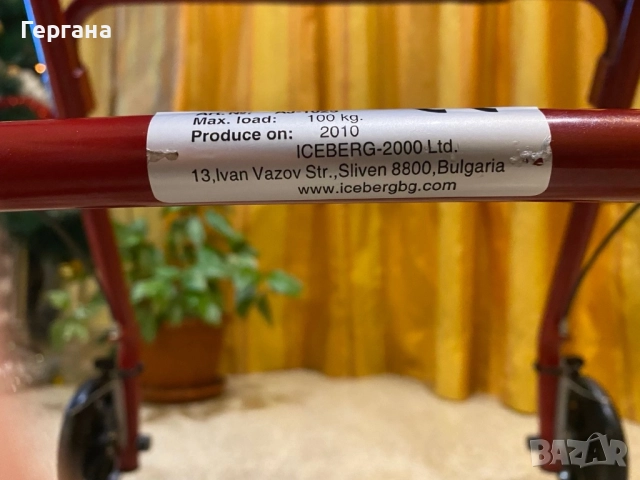 Гергана
Max. load: 100 kg.
Produce on: 2010
ICEBERG-2000 Ltd.
13,Ivan Vazov Str.,Sliven 8800,Bulgaria
www.icebergbg.com
BAZAR